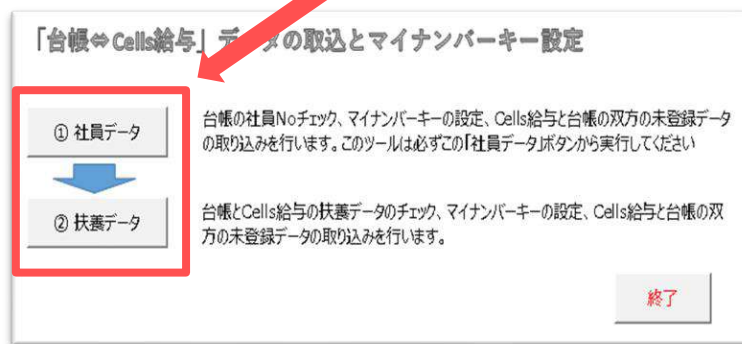 「台帳⇔Cells給与」データの取込とマイナンバーキー設定
① 社員データ
台帳の社員Noチェック、マイナンバーキーの設定、Cells給与と台帳の双方の未登録データ
の取り込みを行います。このツールは必ずこの「社員データ」ボタンから実行してください
② 扶養データ
台帳とCells給与の扶養データのチェック、マイナンバーキーの設定、Cells給与と台帳の双
方の未登録データの取り込みを行います。
終了